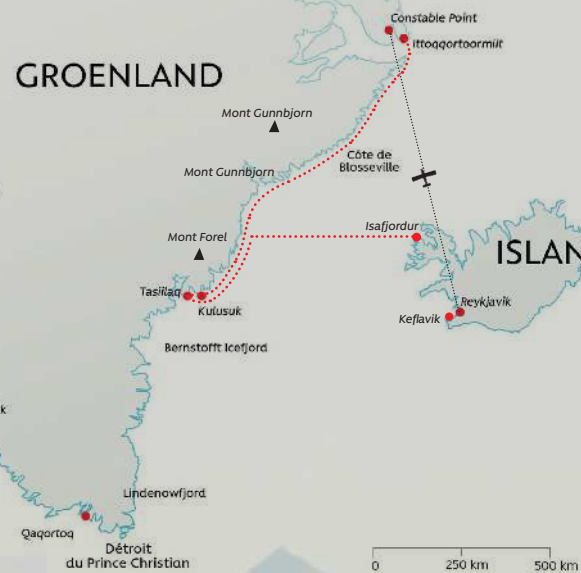 Constable Point
Ittoqqortoormiit
GROENLAND
Mont Gunnbjorn
Côte de
Blosseville
Mont Gunnbjorn
Isafjordur
Mont Forel
ISLAN
Tasiilaq
Kulusuk
Reykjavik
Keflavik
Bernstofft Icefjord
k
Lindenowfjord
Qaqortoq
Détroit
du Prince Christian
0 250 km 500 km